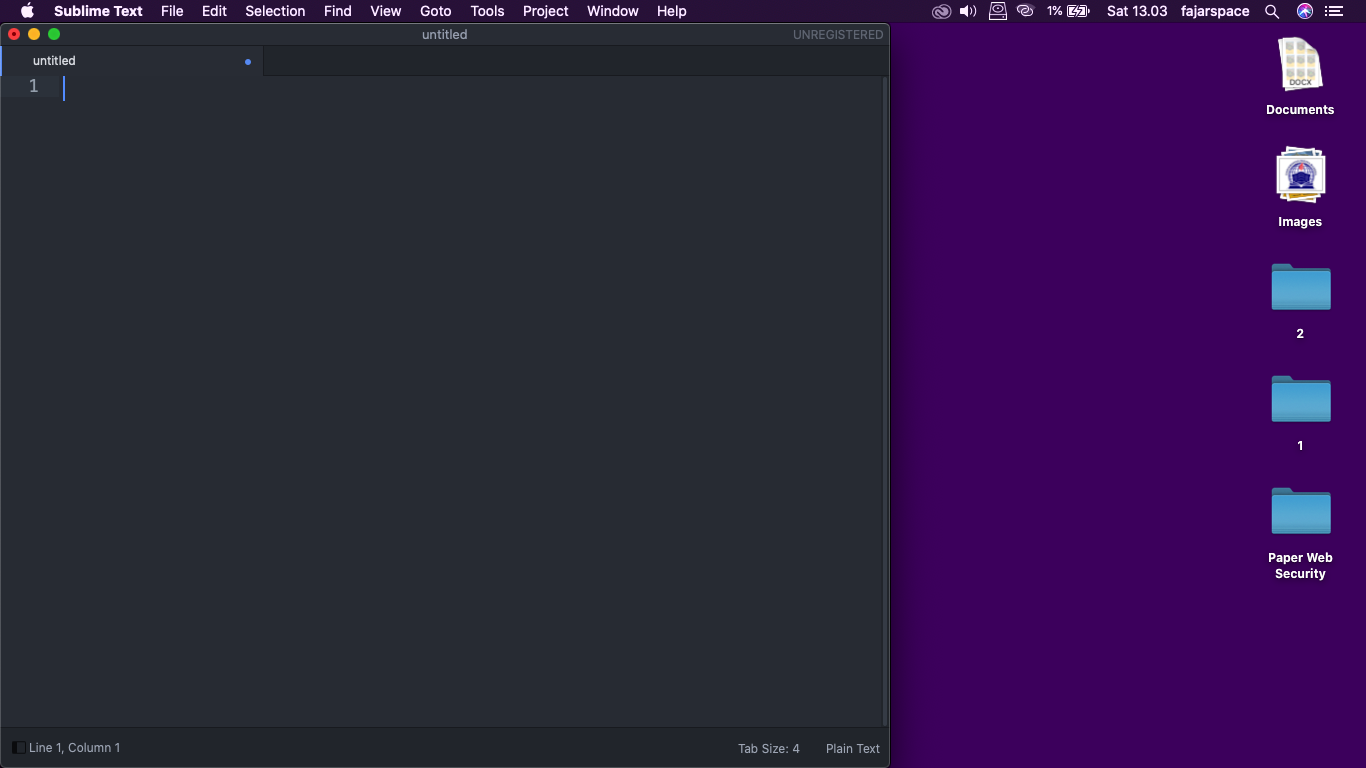 Sublime Text File Edit Selection Find View Goto Tools Project Window Help 1% Sat 13.03 fajarspace
untitled UNREGISTERED
untitled
1
Line 1, Column 1 Tab Size: 4 Plain Text
DOCX
Documents
Images
2
1
Paper Web
Security